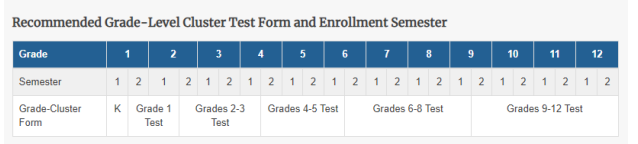 Recommended Grade-Level Cluster Test Form and Enrollment Semester
Grade 1 2 3 4 5 6 7 8 9 10 11 12
Semester 1 2 1 2 1 2 1 2 1 2 1 2 1 2 1 2 1 2 1 2 1 2 1 2
Grade-Cluster K Grade 1 Grades 2-3 Grades 4-5 Test Grades 6-8 Test Grades 9-12 Test
Form Test Test